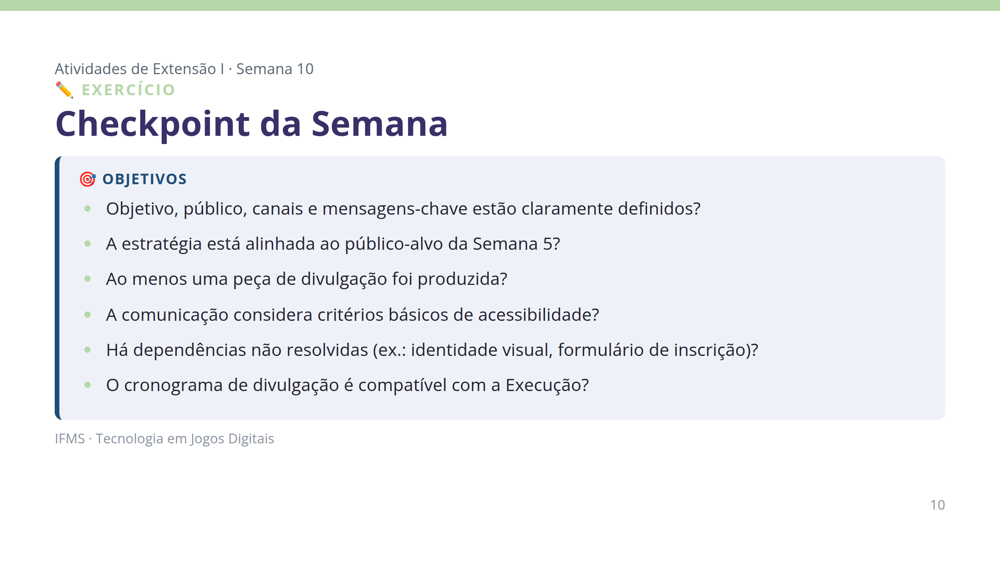 Atividades de Extensão I · Semana 10
✏️ EXERCÍCIO
Checkpoint da Semana
🎯 OBJETIVOS
• Objetivo, público, canais e mensagens-chave estão claramente definidos?
• A estratégia está alinhada ao público-alvo da Semana 5?
• Ao menos uma peça de divulgação foi produzida?
• A comunicação considera critérios básicos de acessibilidade?
• Há dependências não resolvidas (ex.: identidade visual, formulário de inscrição)?
• O cronograma de divulgação é compatível com a Execução?
IFMS · Tecnologia em Jogos Digitais
10